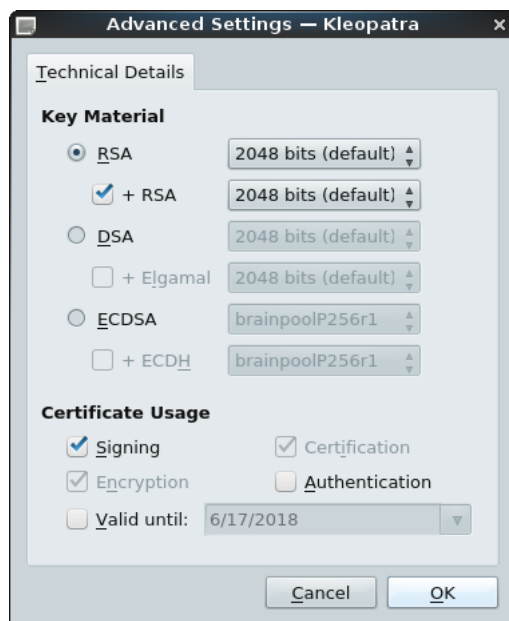 Advanced Settings — Kleopatra
Technical Details
Key Material
RSA 2048 bits (default)
+ RSA 2048 bits (default)
DSA 2048 bits (default)
+ Elgamal 2048 bits (default)
ECDSA brainpoolP256r1
+ ECDH brainpoolP256r1
Certificate Usage
Signing Certification
Encryption Authentication
Valid until: 6/17/2018
Cancel OK